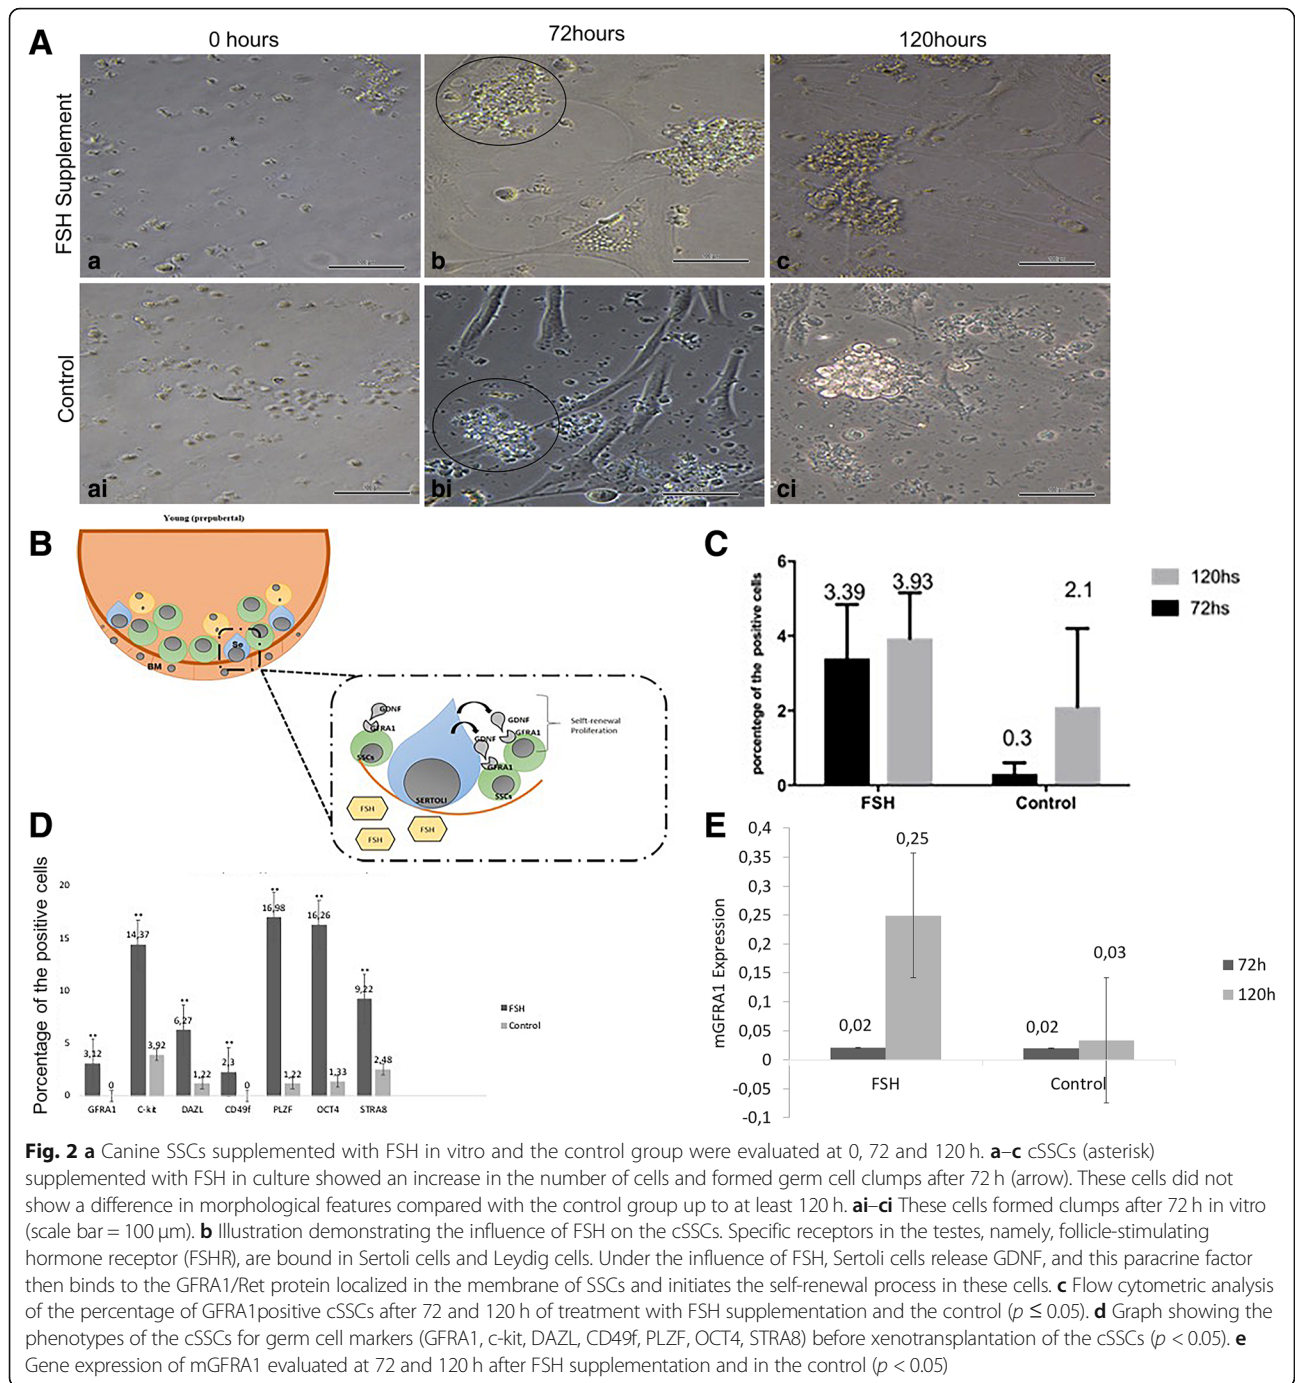 A
0 hours
72hours
120hours
FSH Supplement
*
a
b
c
Control
ai
bi
ci
B
Young (prepubertal)
Se
BM
GDNF
GFRA1
SSCs
SERTOLI
GDNF
GFRA1
GDNF
GFRA1
SSCs
Selft-renewal
Proliferation
FSH
FSH
FSH
C
porcentege of the positive cells
6
4
2
0
3.39
3.93
0.3
2.1
FSH
Control
120hs
72hs
D
Porcentage of the positive cells
20
15
10
5
0
**
3,12
0
**
14,37
3,92
**
6,27
1,22
**
2,3
0
**
16,98
1,22
**
16,26
1,33
**
9,22
2,48
GFRA1
C-kit
DAZL
CD49f
PLZF
OCT4
STRA8
FSH
Control
E
mGFRA1 Expression
0,4
0,35
0,3
0,25
0,2
0,15
0,1
0,05
0
-0,05
-0,1
0,02
0,25
0,02
0,03
FSH
Control
72h
120h
Fig. 2 a Canine SSCs supplemented with FSH in vitro and the control group were evaluated at 0, 72 and 120 h. a–c cSSCs (asterisk)
supplemented with FSH in culture showed an increase in the number of cells and formed germ cell clumps after 72 h (arrow). These cells did not
show a difference in morphological features compared with the control group up to at least 120 h. ai–ci These cells formed clumps after 72 h in vitro
(scale bar = 100 μm). b Illustration demonstrating the influence of FSH on the cSSCs. Specific receptors in the testes, namely, follicle-stimulating
hormone receptor (FSHR), are bound in Sertoli cells and Leydig cells. Under the influence of FSH, Sertoli cells release GDNF, and this paracrine factor
then binds to the GFRA1/Ret protein localized in the membrane of SSCs and initiates the self-renewal process in these cells. c Flow cytometric analysis
of the percentage of GFRA1positive cSSCs after 72 and 120 h of treatment with FSH supplementation and the control (p ≤ 0.05). d Graph showing the
phenotypes of the cSSCs for germ cell markers (GFRA1, c-kit, DAZL, CD49f, PLZF, OCT4, STRA8) before xenotransplantation of the cSSCs (p < 0.05). e
Gene expression of mGFRA1 evaluated at 72 and 120 h after FSH supplementation and in the control (p < 0.05)